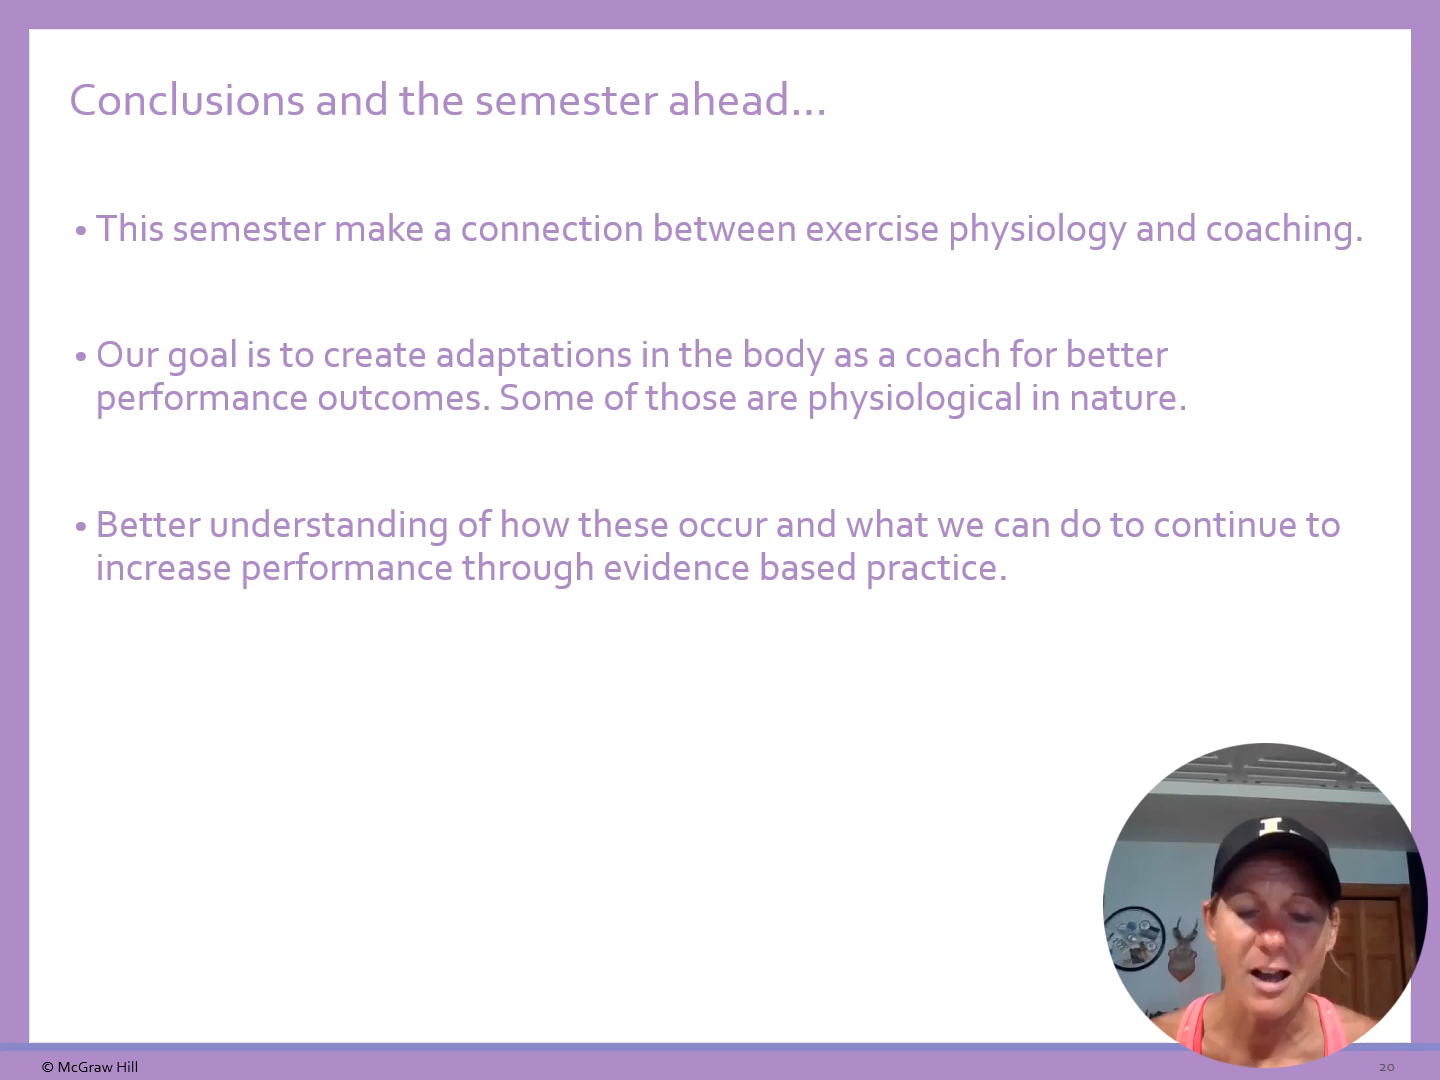 Conclusions and the semester ahead...
• This semester make a connection between exercise physiology and coaching.
• Our goal is to create adaptations in the body as a coach for better
performance outcomes. Some of those are physiological in nature.
• Better understanding of how these occur and what we can do to continue to
increase performance through evidence based practice.
I
© McGraw Hill
20